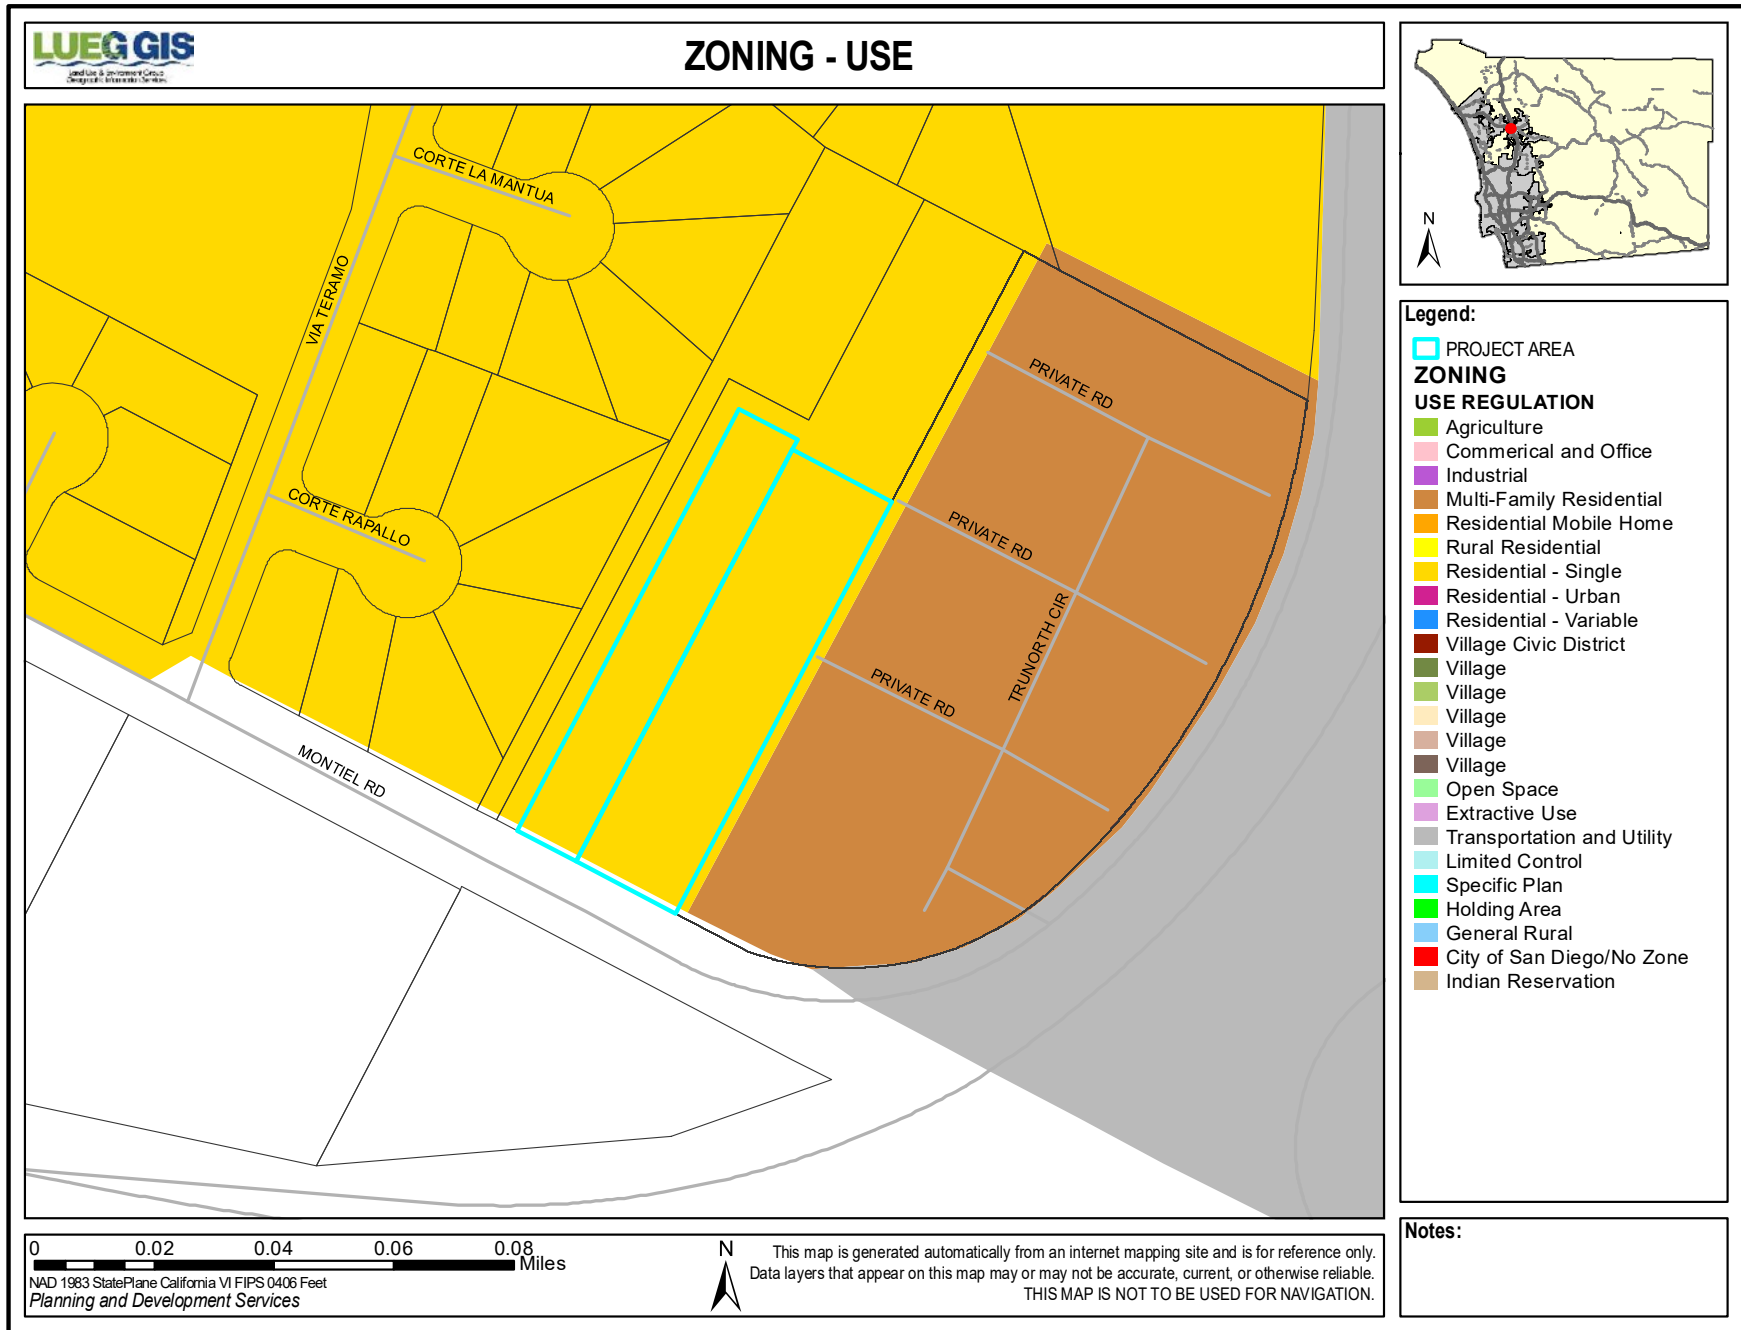 LUEG GIS
Land Use & Environment Group
Geographic Information Services
ZONING - USE
CORTE LA MANTUA
VIA TERAMO
CORTE RAPALLO
MONTIEL RD
PRIVATE RD
PRIVATE RD
PRIVATE RD
TRUNORTH CIR
N
Legend:
PROJECT AREA
ZONING
USE REGULATION
Agriculture
Commerical and Office
Industrial
Multi-Family Residential
Residential Mobile Home
Rural Residential
Residential - Single
Residential - Urban
Residential - Variable
Village Civic District
Village
Village
Village
Village
Village
Open Space
Extractive Use
Transportation and Utility
Limited Control
Specific Plan
Holding Area
General Rural
City of San Diego/No Zone
Indian Reservation
Notes:
0 0.02 0.04 0.06 0.08
Miles
NAD 1983 StatePlane California VI FIPS 0406 Feet
Planning and Development Services
N
This map is generated automatically from an internet mapping site and is for reference only.
Data layers that appear on this map may or may not be accurate, current, or otherwise reliable.
THIS MAP IS NOT TO BE USED FOR NAVIGATION.